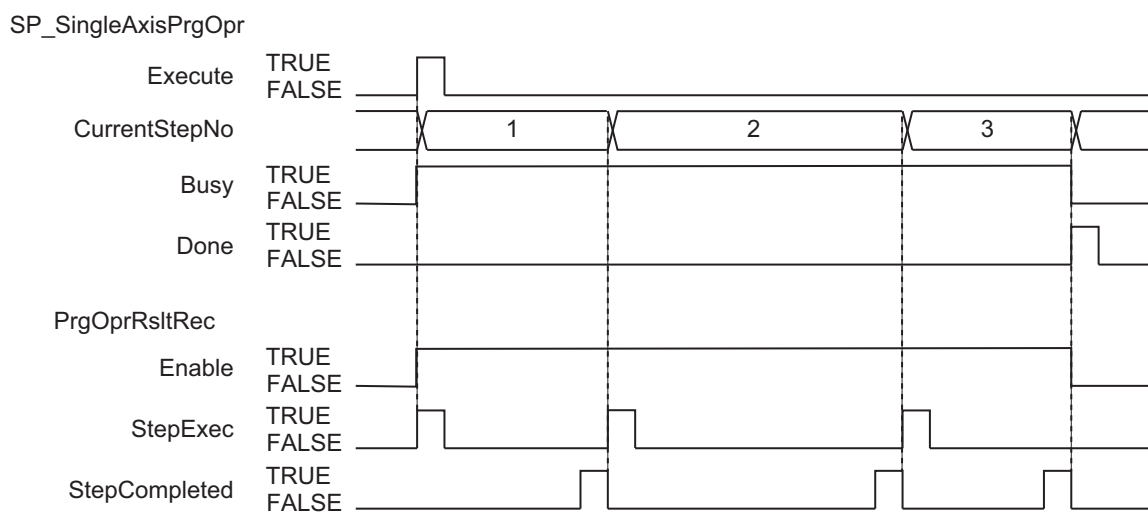 SP_SingleAxisPrgOpr
Execute
TRUE
FALSE
CurrentStepNo
1
2
3
Busy
TRUE
FALSE
Done
TRUE
FALSE
PrgOprRsltRec
Enable
TRUE
FALSE
StepExec
TRUE
FALSE
StepCompleted
TRUE
FALSE